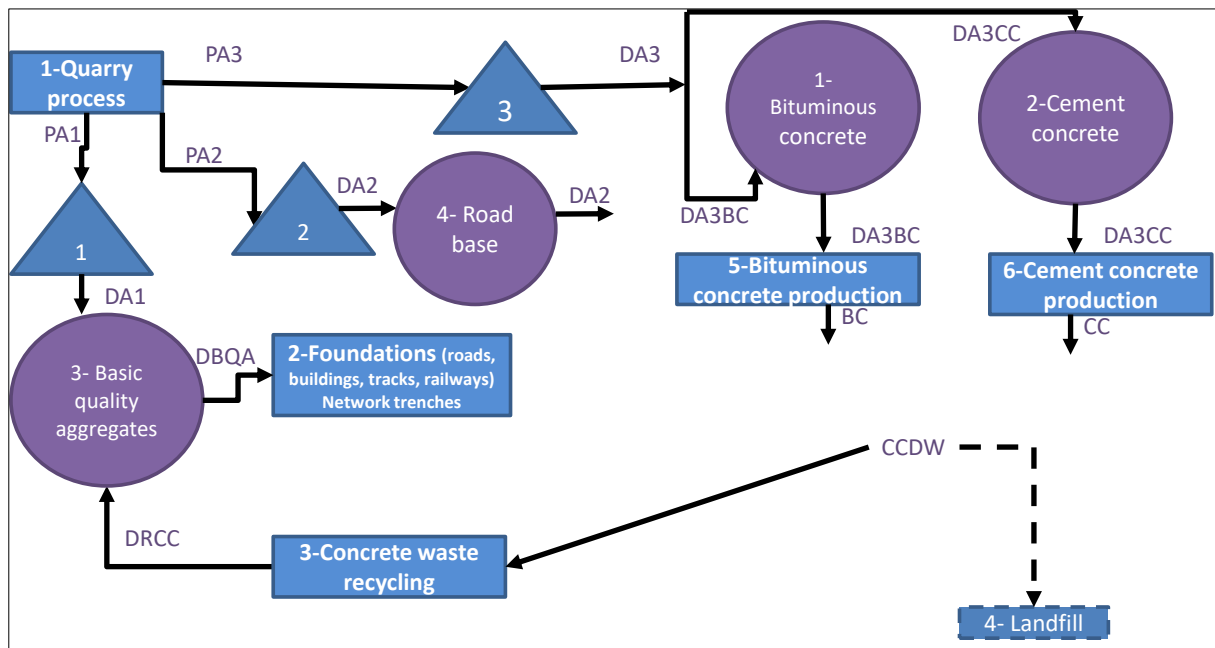 1-Quarry
process
PA3
DA3
DA3CC
3
1-
Bituminous
concrete
2-Cement
concrete
PA1
PA2
DA2
DA2
DA3BC
1
2
4- Road
base
DA3BC
DA3CC
5-Bituminous
concrete production
6-Cement concrete
production
BC
CC
DA1
3- Basic
quality
aggregates
DBQA
2-Foundations (roads,
buildings, tracks, railways)
Network trenches
CCDW
DRCC
3-Concrete waste
recycling
4- Landfill